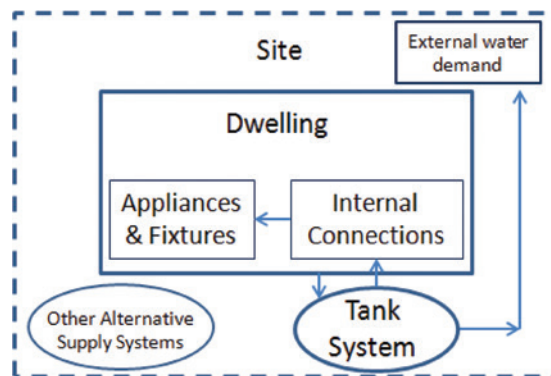 Site
External water
demand
Dwelling
Appliances
& Fixtures
Internal
Connections
Other Alternative
Supply Systems
Tank
System